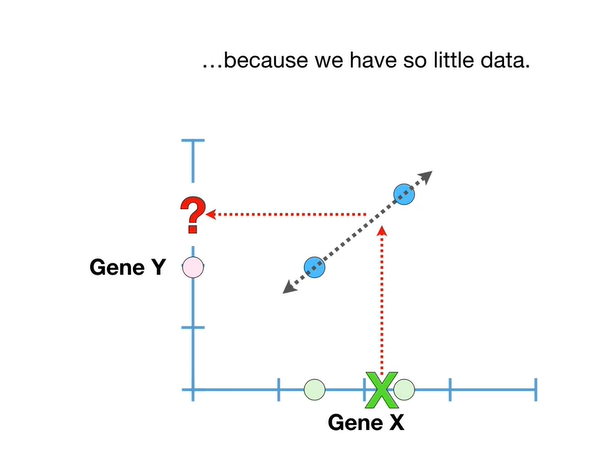 …because we have so little data.
?
Gene Y
X
Gene X